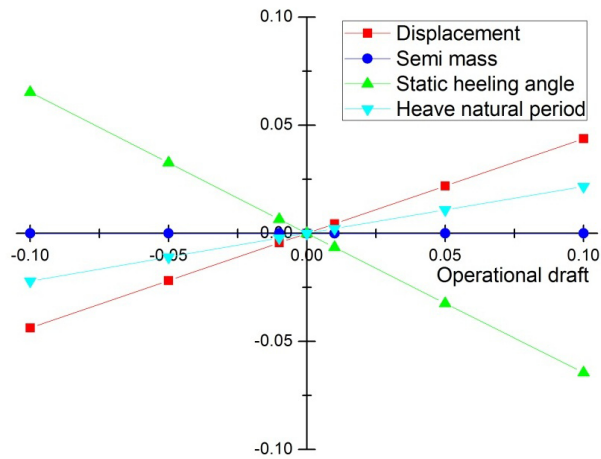 0.10
Displacement
Semi mass
Static heeling angle
Heave natural period
0.05
-0.10
-0.05
0.00
0.05
0.10
Operational draft
-0.05
-0.10